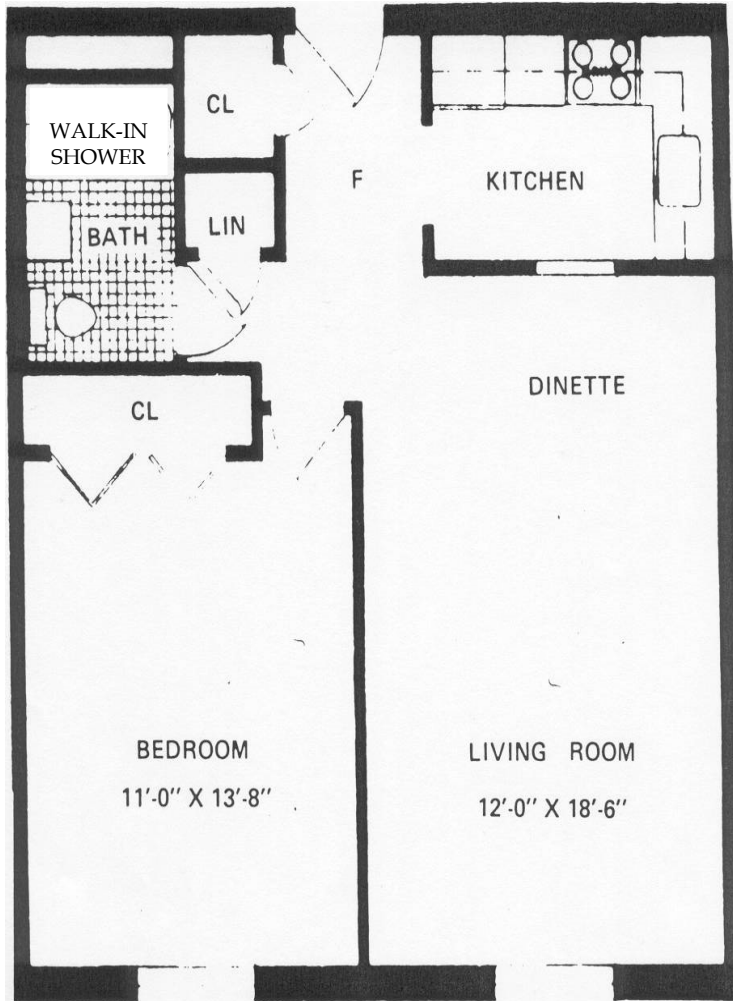 CL
WALK-IN
SHOWER
F
KITCHEN
LIN
BATH
DINETTE
CL
BEDROOM
11'-0" X 13'-8"
LIVING ROOM
12'-0" X 18'-6"